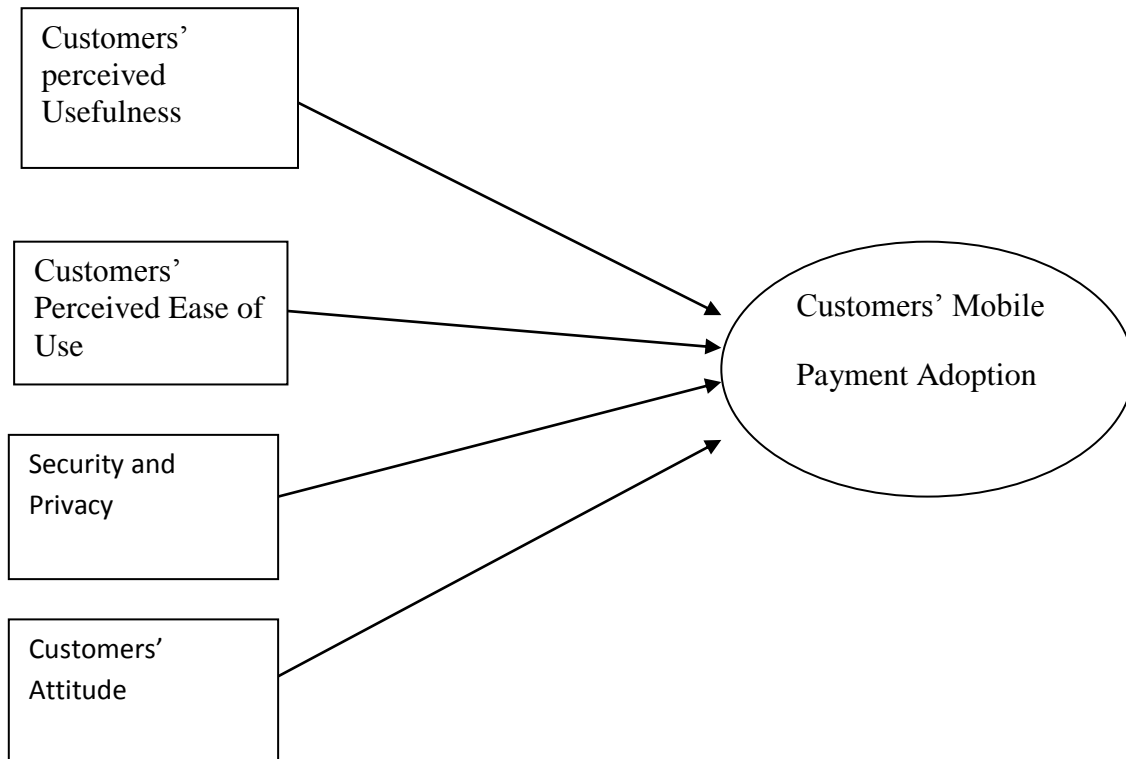 Customers’
perceived
Usefulness
Customers’
Perceived Ease of
Use
Customers’ Mobile
Payment Adoption
Security and
Privacy
Customers’
Attitude